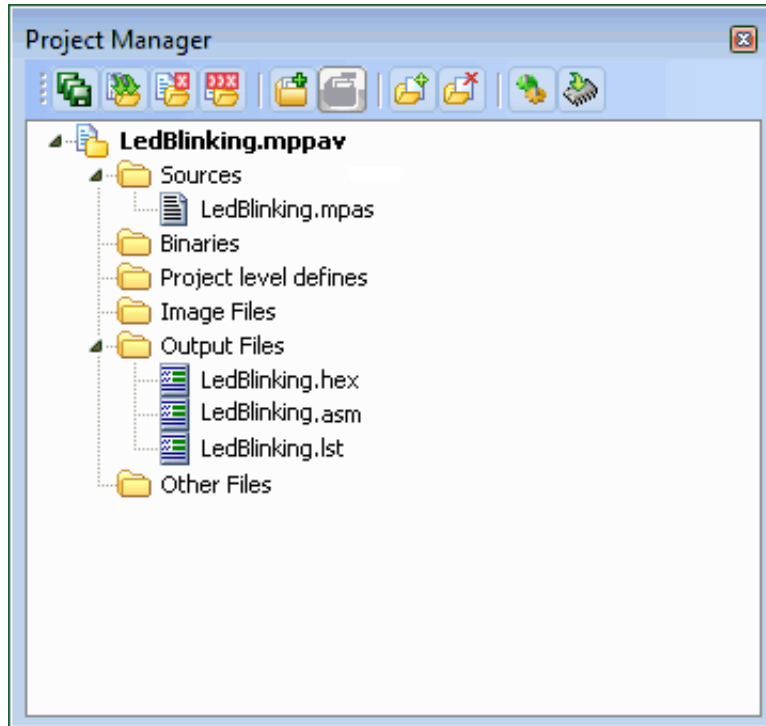 Project Manager
LedBlinking.mppav
Sources
LedBlinking.mpas
Binaries
Project level defines
Image Files
Output Files
LedBlinking.hex
LedBlinking.asm
LedBlinking.lst
Other Files